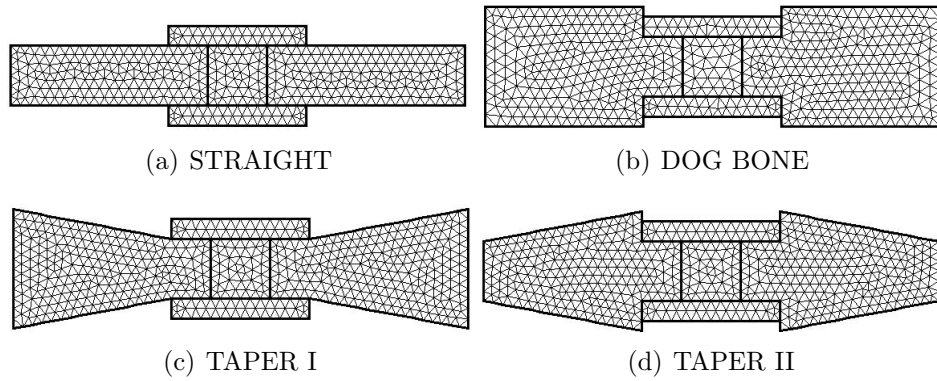 (a) STRAIGHT
(b) DOG BONE
(c) TAPER I
(d) TAPER II